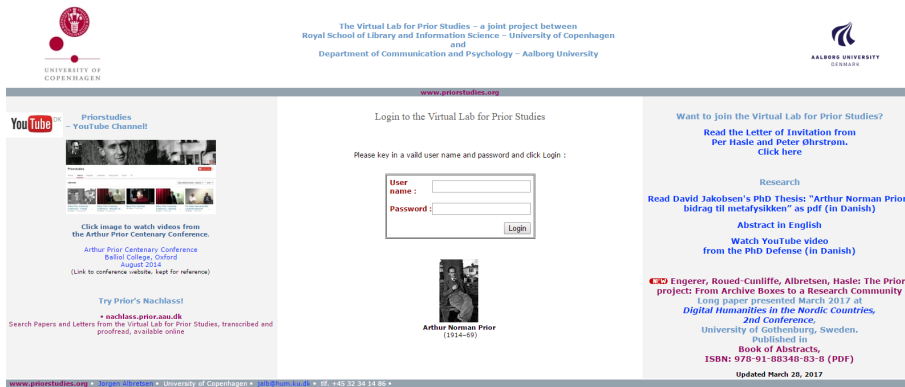 The Virtual Lab for Prior Studies – a joint project between
Royal School of Library and Information Science – University of Copenhagen
and
Department of Communication and Psychology – Aalborg University
UNIVERSITY OF
COPENHAGEN
AALBORG UNIVERSITY
DENMARK
www.priorstudies.org
YouTube DK
Priorstudies
– YouTube Channel!
Priorstudies
Click image to watch videos from
the Arthur Prior Centenary Conference.
Arthur Prior Centenary Conference
Balliol College, Oxford
August 2014
(Link to conference website, kept for reference)
Try Prior's Nachlass!
• nachlass.prior.aau.dk
Search Papers and Letters from the Virtual Lab for Prior Studies, transcribed and
proofread, available online
Login to the Virtual Lab for Prior Studies
Please key in a vaild user name and password and click Login :
User
name :
Password :
Login
Arthur Norman Prior
(1914–69)
Want to join the Virtual Lab for Prior Studies?
Read the Letter of Invitation from
Per Hasle and Peter Øhrstrøm.
Click here
Research
Read David Jakobsen's PhD Thesis: "Arthur Norman Prior
bidrag til metafysikken" as pdf (in Danish)
Abstract in English
Watch YouTube video
from the PhD Defense (in Danish)
NEW Engerer, Roued-Cunliffe, Albretsen, Hasle: The Prior
project: From Archive Boxes to a Research Community
Long paper presented March 2017 at
Digital Humanities in the Nordic Countries,
2nd Conference,
University of Gothenburg, Sweden.
Published in
Book of Abstracts,
ISBN: 978-91-88348-83-8 (PDF)
Updated March 28, 2017
www.priorstudies.org • Jørgen Albretsen • University of Copenhagen • jalb@hum.ku.dk • tlf. +45 32 34 14 86 •